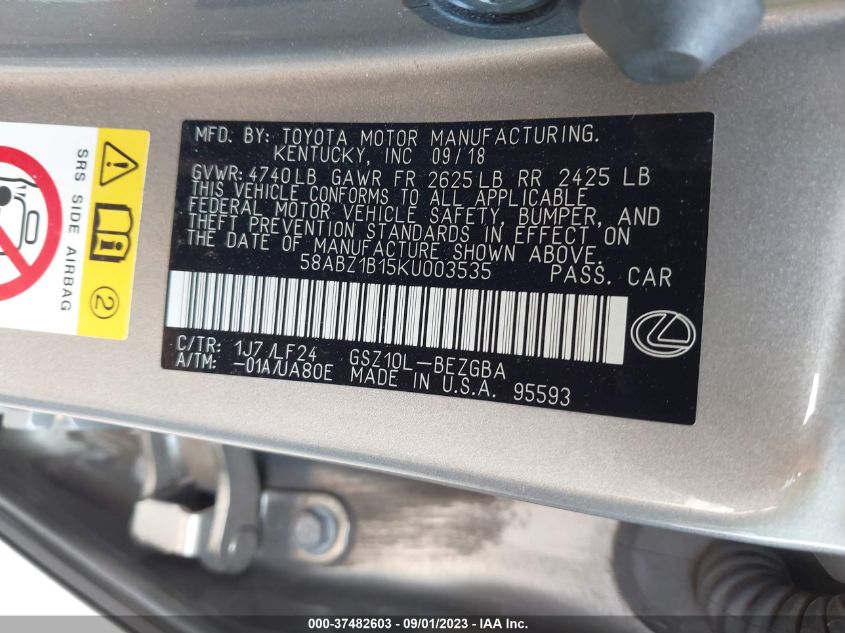 MFD. BY: TOYOTA MOTOR MANUFACTURING.
KENTUCKY, INC 09/18
GVWR: 4740LB GAWR FR 2625LB RR 2425 LB
THIS VEHICLE CONFORMS TO ALL APPLICABLE
FEDERAL MOTOR VEHICLE SAFETY, BUMPER, AND
THEFT PREVENTION STANDARDS IN EFFECT ON
THE DATE OF MANUFACTURE SHOWN ABOVE.
58ABZ1B15KU003535 PASS. CAR
C/TR: 1J7 /LF24 GSZ10L-BEZGBA
A/TM: -01A/UA80E MADE IN U.S.A. 95593
SRS SIDE AIRBAG
2
000-37482603 - 09/01/2023 - IAA Inc.